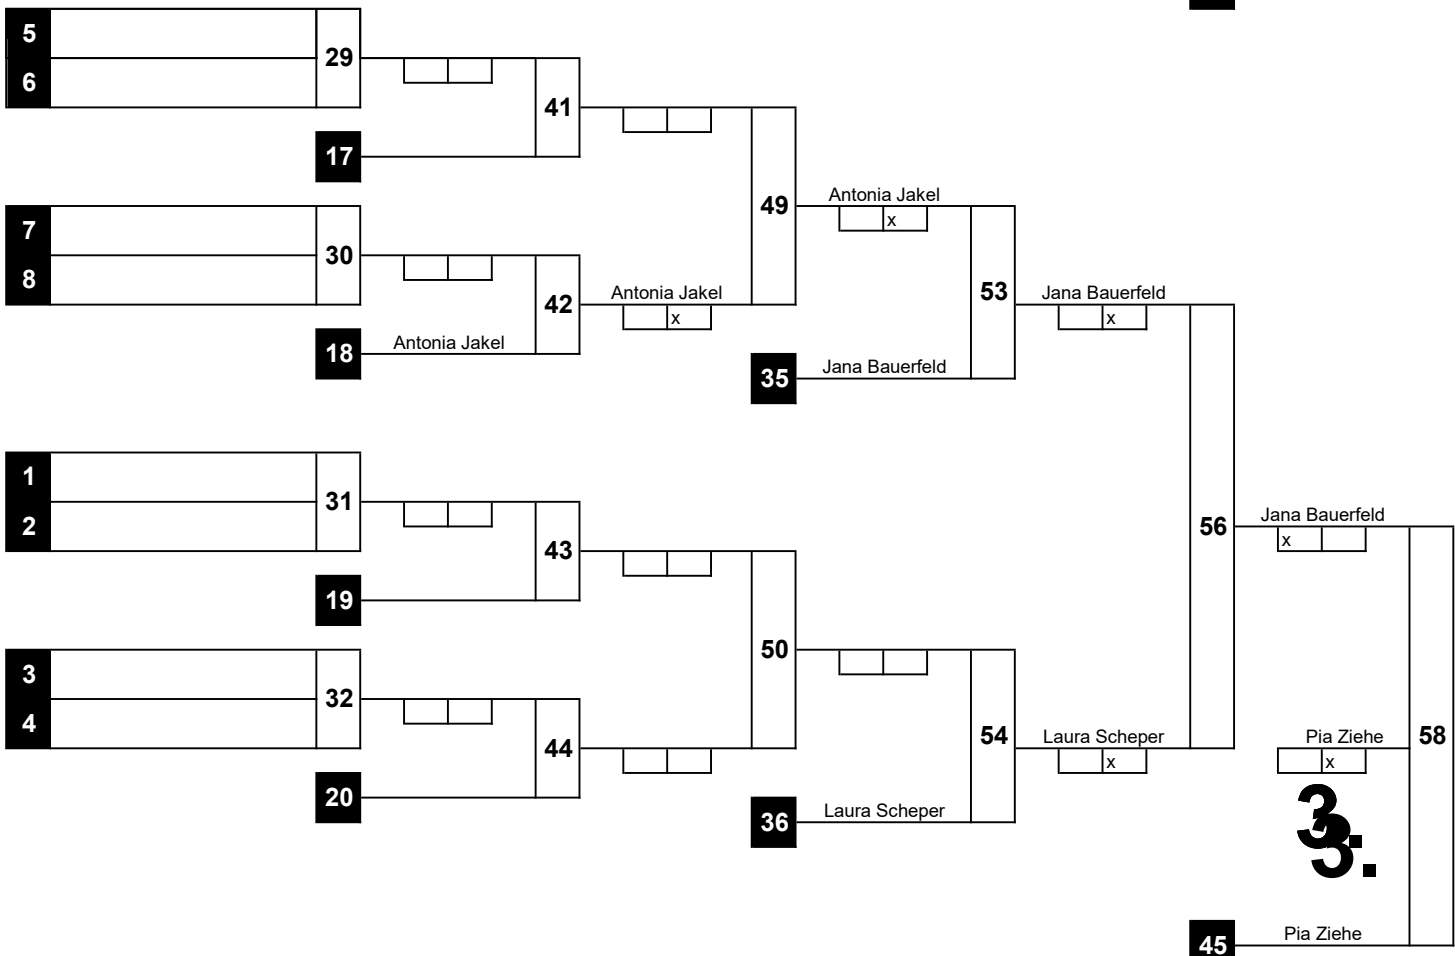 5
29
6
41
17
Antonia Jakel
49
x
7
30
8
Antonia Jakel
53
Jana Bauerfeld
42
x
x
18
Antonia Jakel
35
Jana Bauerfeld
1
31
2
Jana Bauerfeld
56
x
43
19
3
50
32
4
54
Laura Scheper
Pia Ziehe
58
44
x
x
20
36
Laura Scheper
3.
3.
45
Pia Ziehe